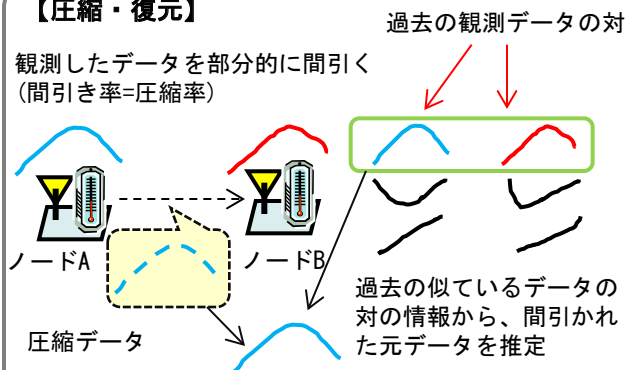 【圧縮・復元】
過去の観測データの対
観測したデータを部分的に間引く
(間引き率=圧縮率)
ノードA
ノードB
圧縮データ
過去の似ているデータの
対の情報から、間引かれ
た元データを推定